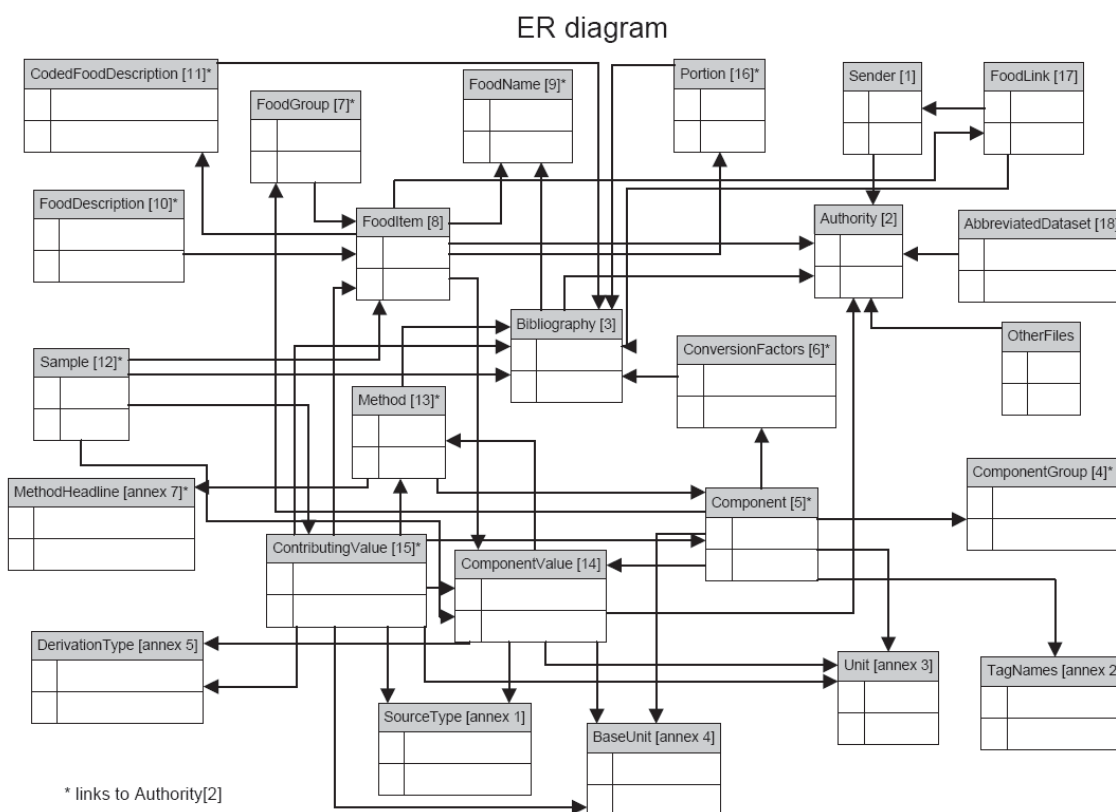 ER diagram
CodedFoodDescription [11]*
FoodGroup [7]*
FoodName [9]*
Portion [16]*
Sender [1]
FoodLink [17]
FoodDescription [10]*
FoodItem [8]
Authority [2]
AbbreviatedDataset [18]
Bibliography [3]
OtherFiles
Sample [12]*
ConversionFactors [6]*
Method [13]*
MethodHeadline [annex 7]*
Component [5]*
ComponentGroup [4]*
ContributingValue [15]*
ComponentValue [14]
DerivationType [annex 5]
Unit [annex 3]
TagNames [annex 2
SourceType [annex 1]
BaseUnit [annex 4]
* links to Authority[2]